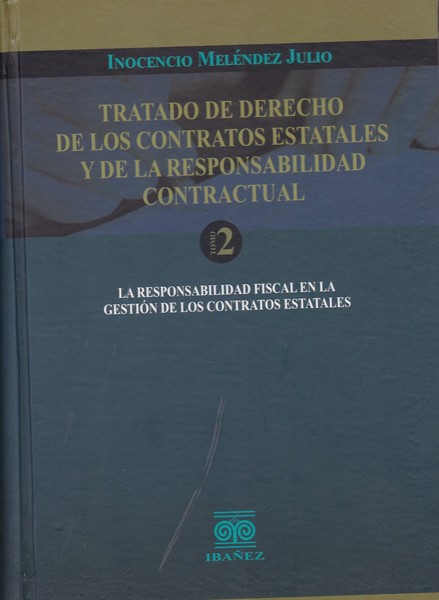 INOCENCIO MELÉNDEZ JULIO
TRATADO DE DERECHO
DE LOS CONTRATOS ESTATALES
Y DE LA RESPONSABILIDAD
CONTRACTUAL
TOMO 2
LA RESPONSABILIDAD FISCAL EN LA
GESTIÓN DE LOS CONTRATOS ESTATALES
IBAÑEZ